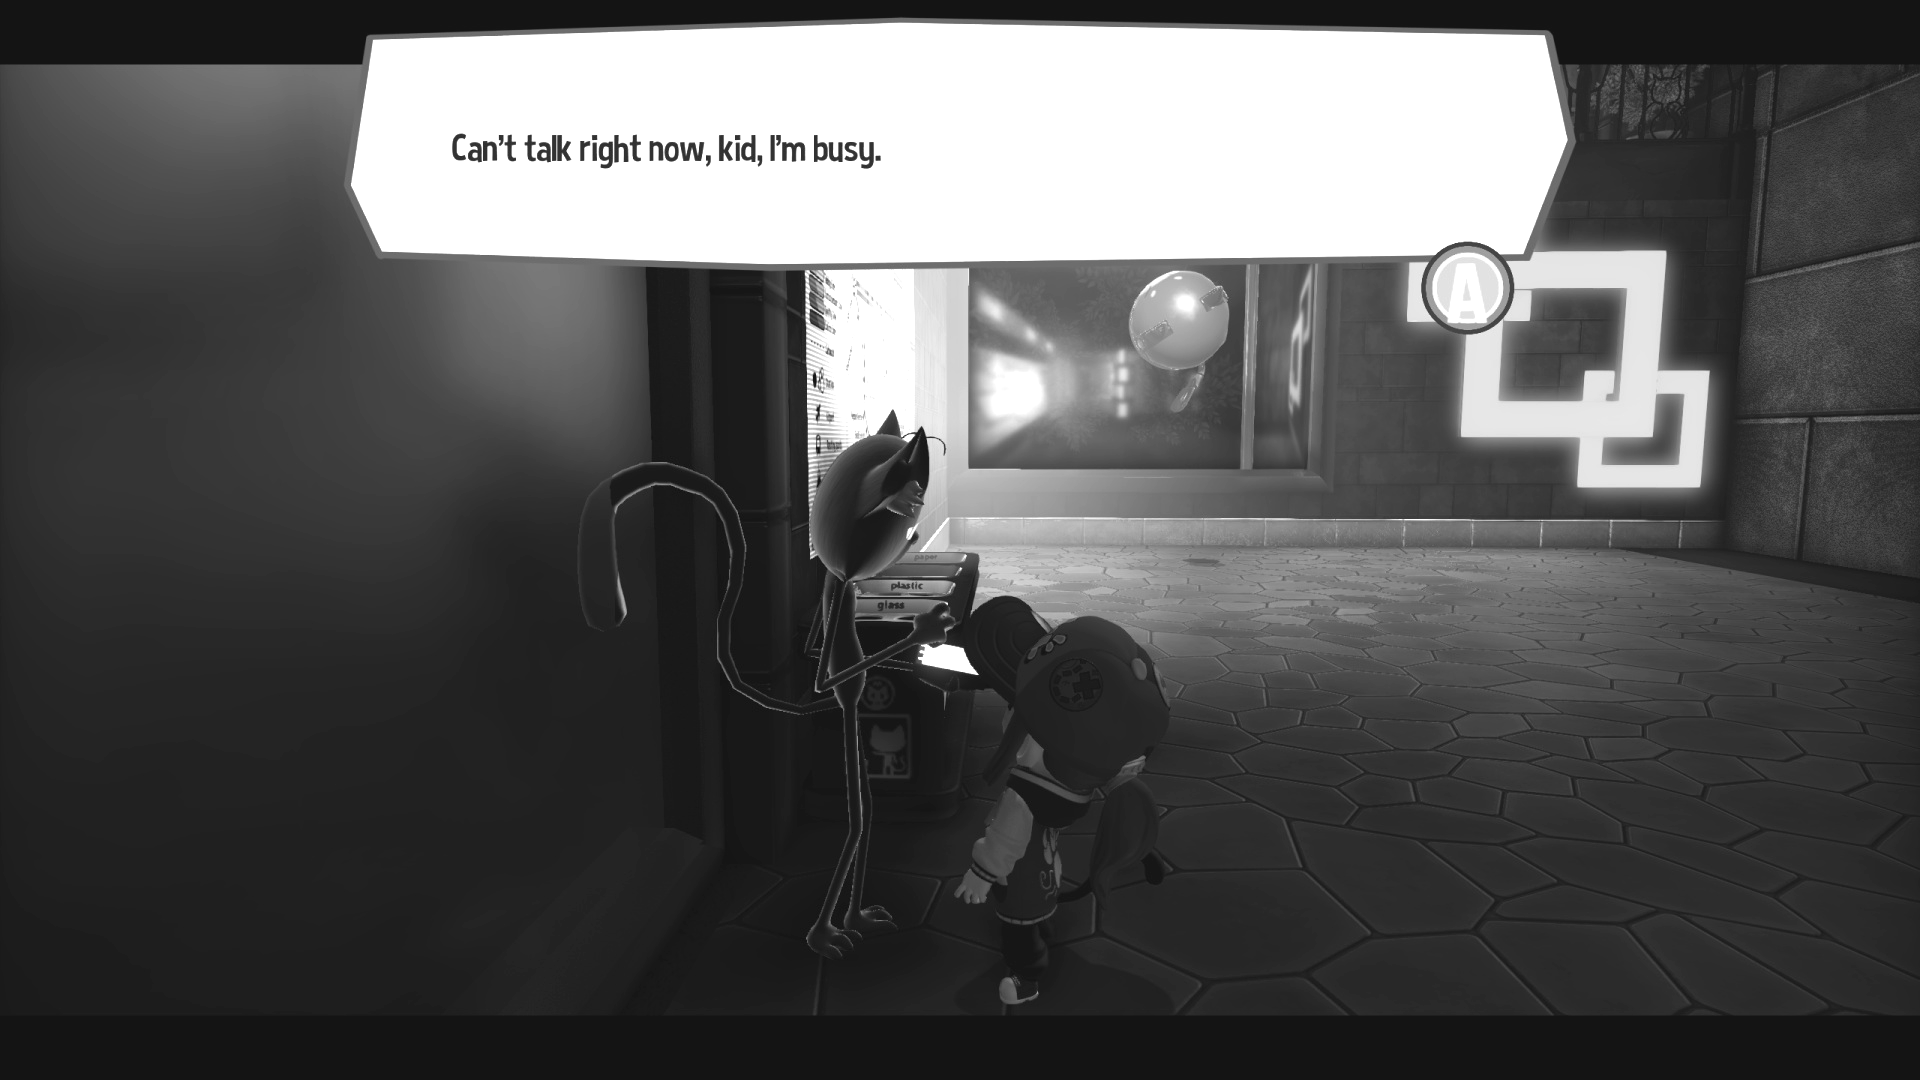 Can't talk right now, kid, I'm busy.
A
paper
plastic
glass